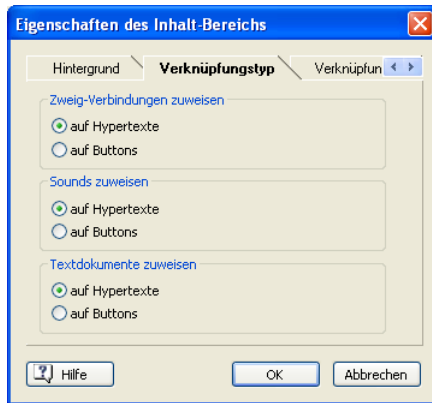 Eigenschaften des Inhalt-Bereichs
Hintergrund Verknüpfungstyp Verknüpfun
Zweig-Verbindungen zuweisen
auf Hypertexte
auf Buttons
Sounds zuweisen
auf Hypertexte
auf Buttons
Textdokumente zuweisen
auf Hypertexte
auf Buttons
Hilfe OK Abbrechen